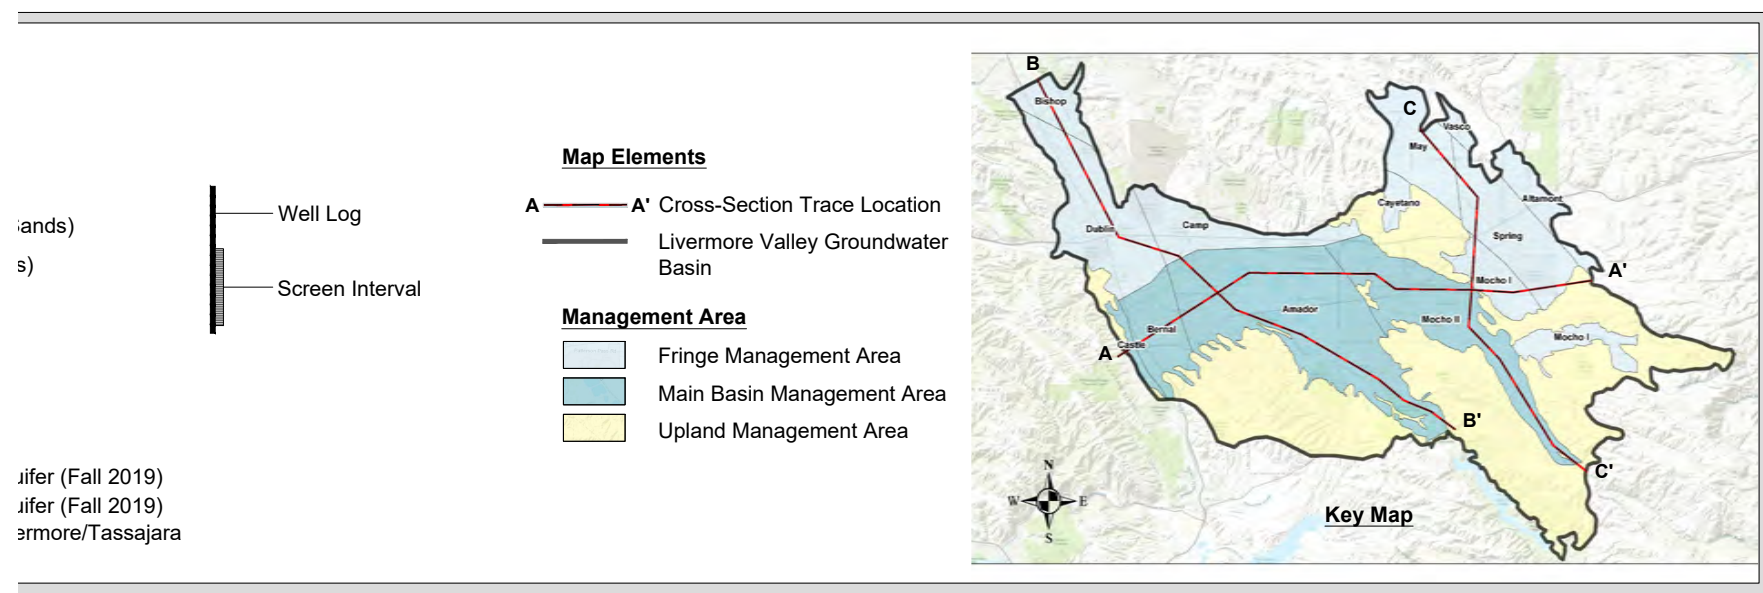 Sands)
s)
uifer (Fall 2019)
uifer (Fall 2019)
ermore/Tassajara
Well Log
Screen Interval
Map Elements
A A' Cross-Section Trace Location
Livermore Valley Groundwater
Basin
Management Area
Fringe Management Area
Main Basin Management Area
Upland Management Area
B
Bishop
C
Vasco
May
Cayetano
Altamont
Dublin
Camp
Spring
A'
Mocho I
Amador
Mocho II
Bernal
Mocho I
Castle
A
B'
C'
N
W E
S
Key Map